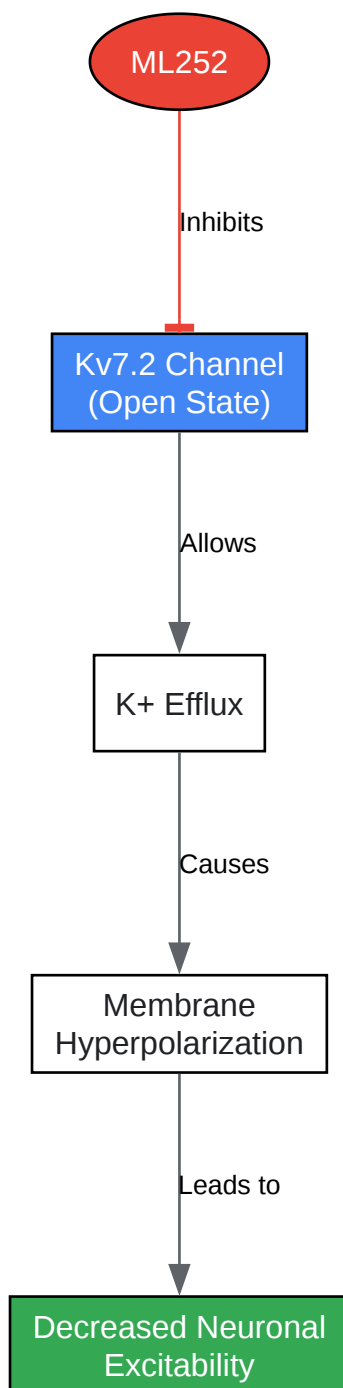 ML252
Inhibits
Kv7.2 Channel
(Open State)
Allows
K+ Efflux
Causes
Membrane
Hyperpolarization
Leads to
Decreased Neuronal
Excitability